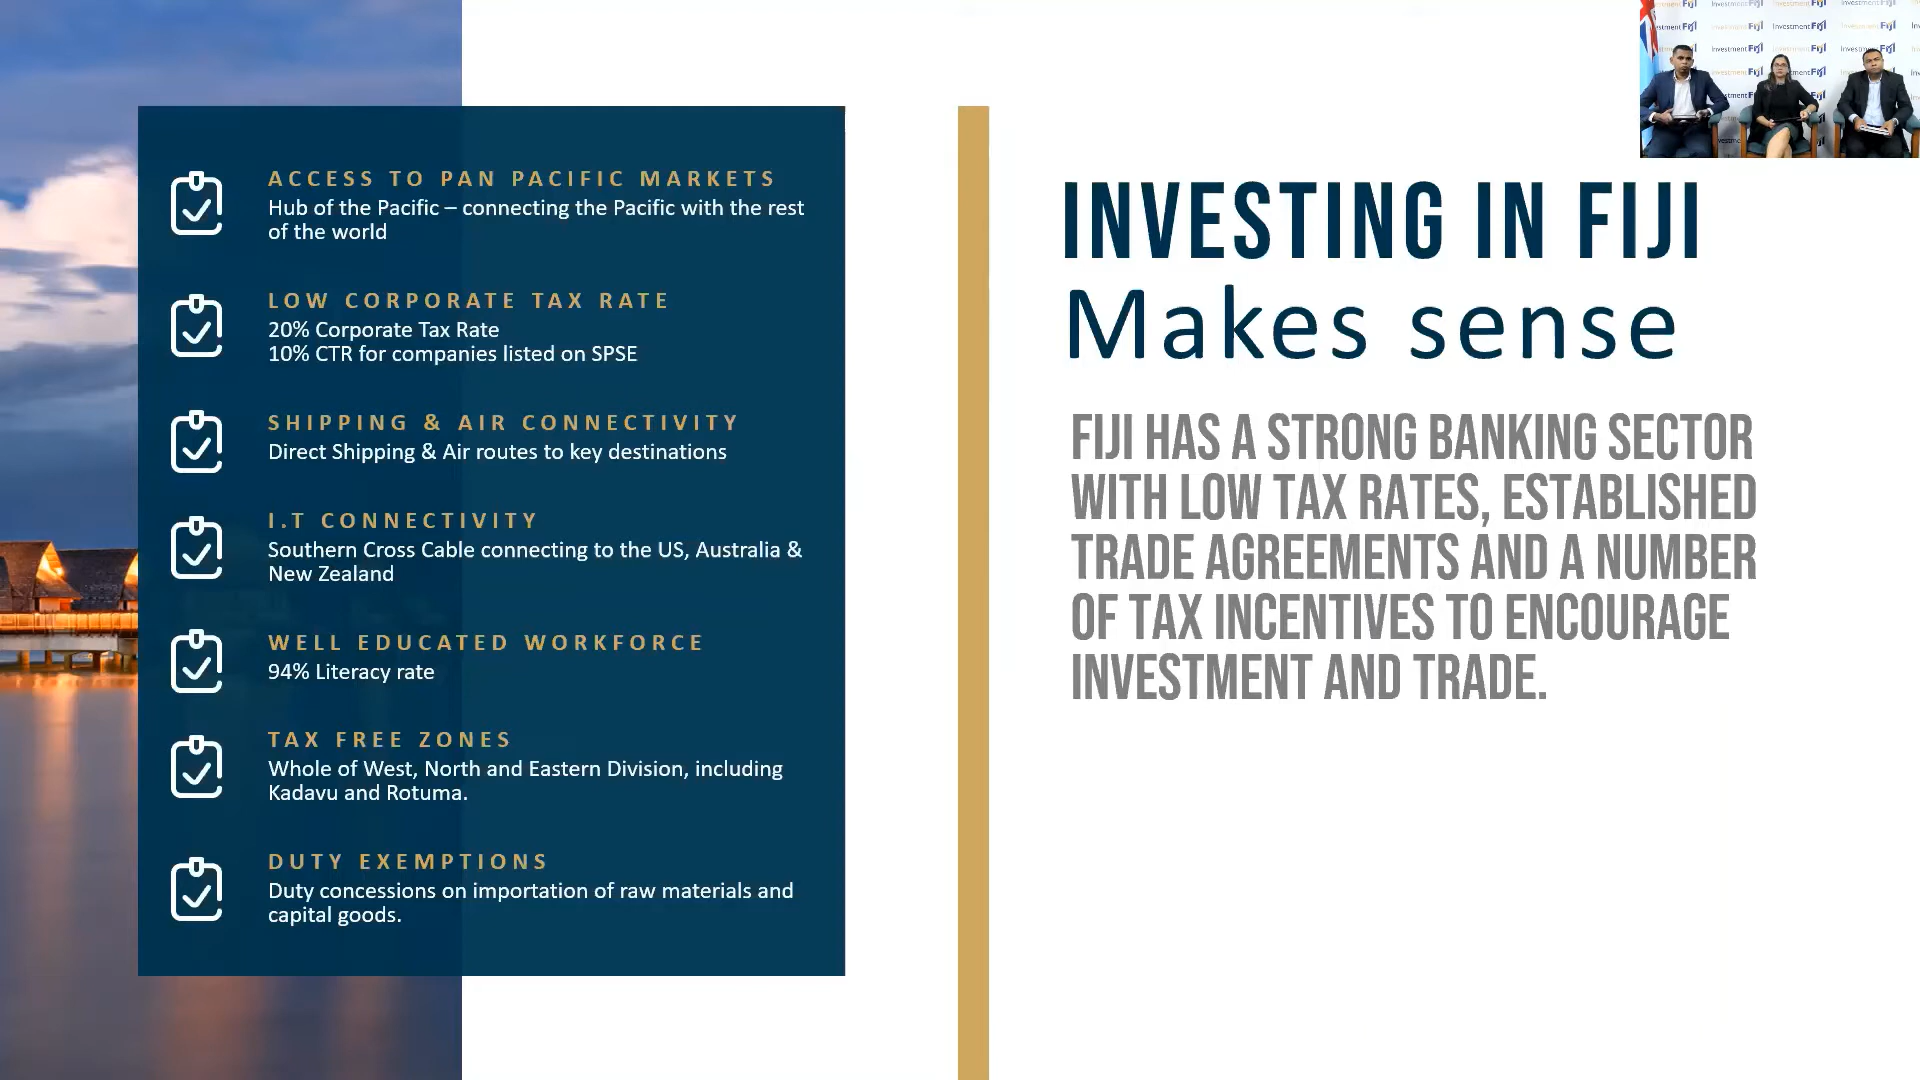 ACCESS TO PAN PACIFIC MARKETS
Hub of the Pacific – connecting the Pacific with the rest
of the world
LOW CORPORATE TAX RATE
20% Corporate Tax Rate
10% CTR for companies listed on SPSE
SHIPPING & AIR CONNECTIVITY
Direct Shipping & Air routes to key destinations
I.T CONNECTIVITY
Southern Cross Cable connecting to the US, Australia &
New Zealand
WELL EDUCATED WORKFORCE
94% Literacy rate
TAX FREE ZONES
Whole of West, North and Eastern Division, including
Kadavu and Rotuma.
DUTY EXEMPTIONS
Duty concessions on importation of raw materials and
capital goods.
INVESTING IN FIJI
Makes sense
FIJI HAS A STRONG BANKING SECTOR
WITH LOW TAX RATES, ESTABLISHED
TRADE AGREEMENTS AND A NUMBER
OF TAX INCENTIVES TO ENCOURAGE
INVESTMENT AND TRADE.
Investment Fiji